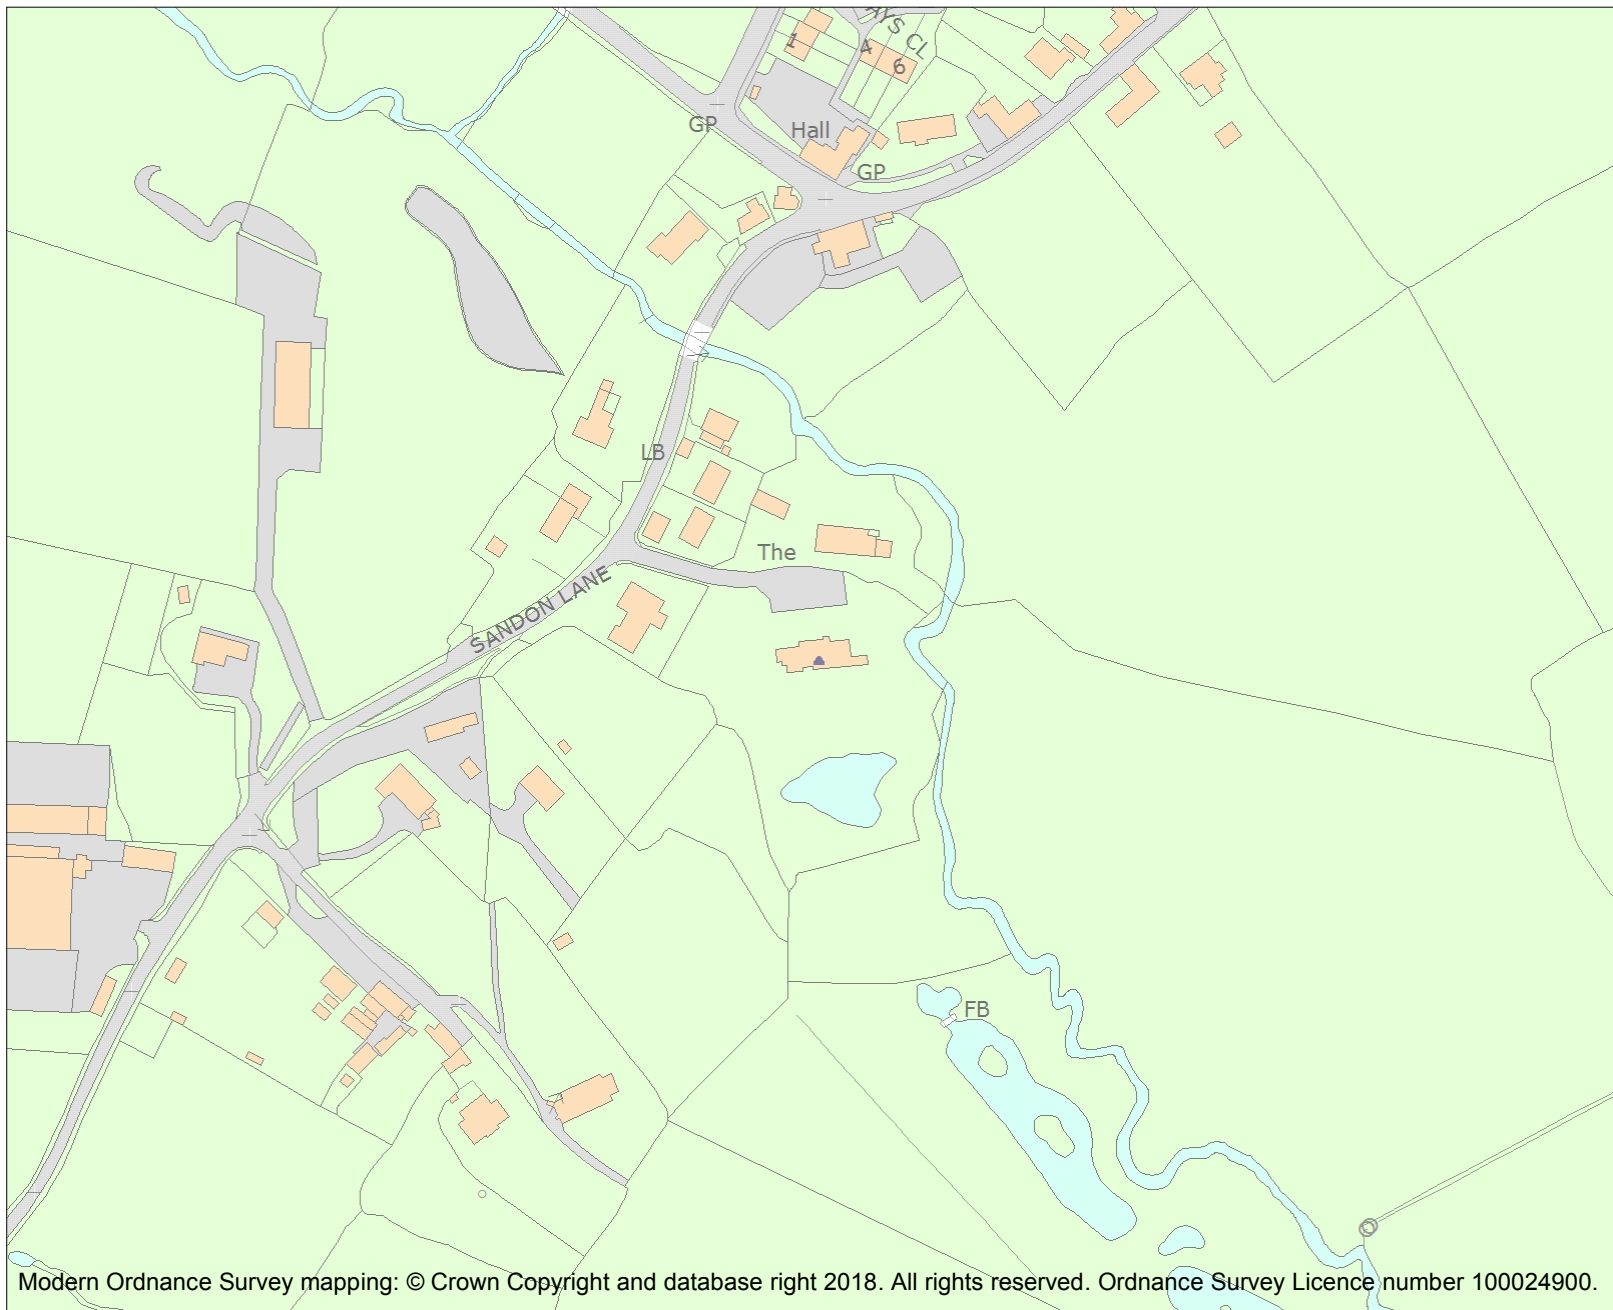 AYS CL
1
4
6
GP
Hall
GP
LB
The
SANDON LANE
FB
Modern Ordnance Survey mapping: © Crown Copyright and database right 2018. All rights reserved. Ordnance Survey Licence number 100024900.